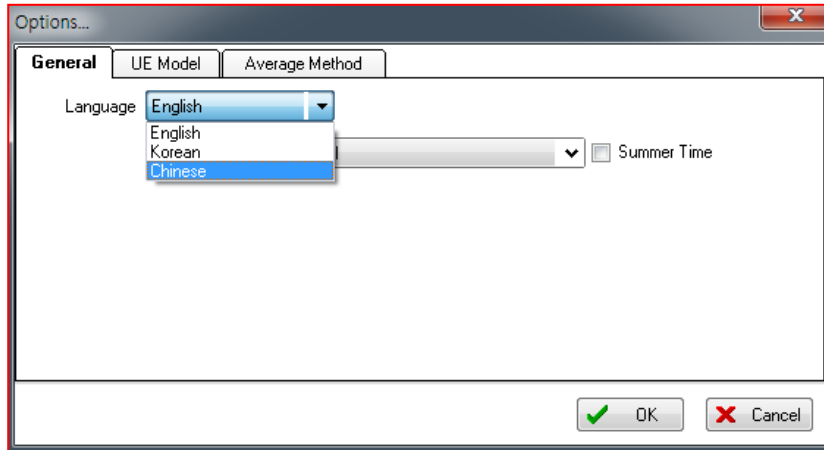 Options...
General UE Model Average Method
Language English
English
Korean
Summer Time
Chinese
OK Cancel